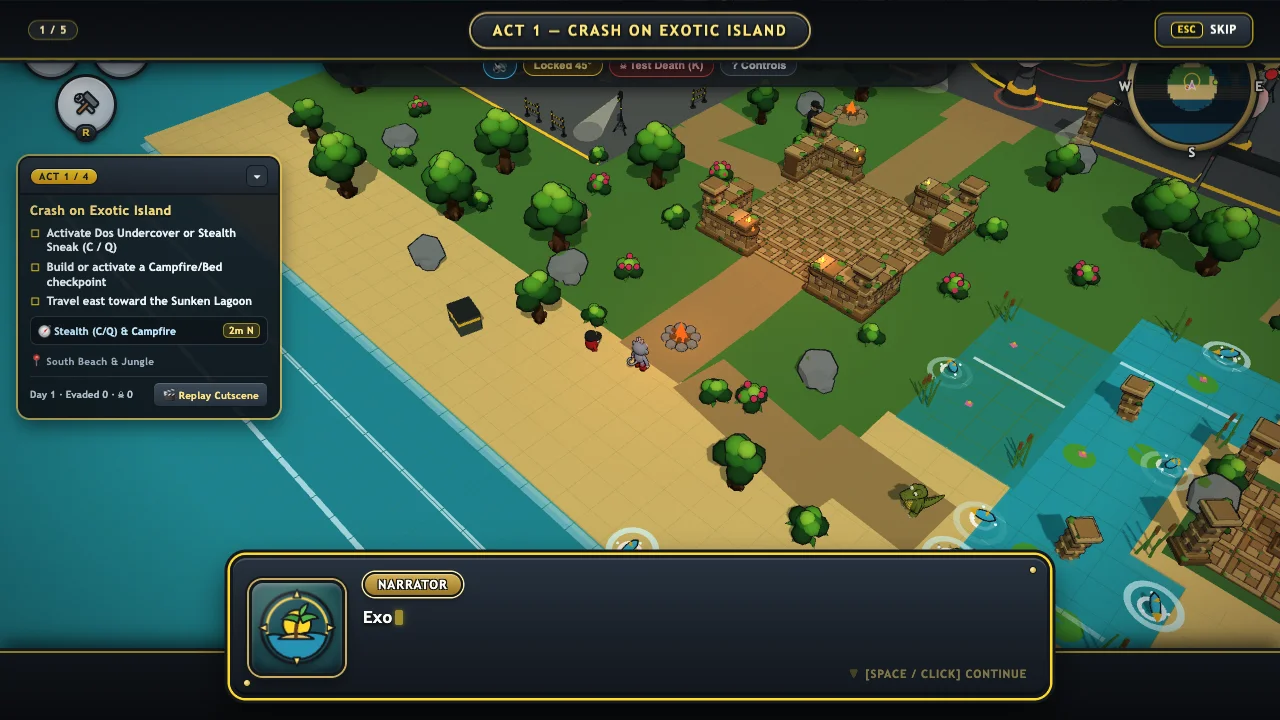 1 / 5
ACT 1 — CRASH ON EXOTIC ISLAND
ESC SKIP
Locked 45°
☠ Test Death (K)
? Controls
W
A
E
S
R
ACT 1 / 4
Crash on Exotic Island
Activate Dos Undercover or Stealth
Sneak (C / Q)
Build or activate a Campfire/Bed
checkpoint
Travel east toward the Sunken Lagoon
Stealth (C/Q) & Campfire
2m N
South Beach & Jungle
Day 1 · Evaded 0 · ☠ 0
Replay Cutscene
NARRATOR
Exo
▼ [SPACE / CLICK] CONTINUE